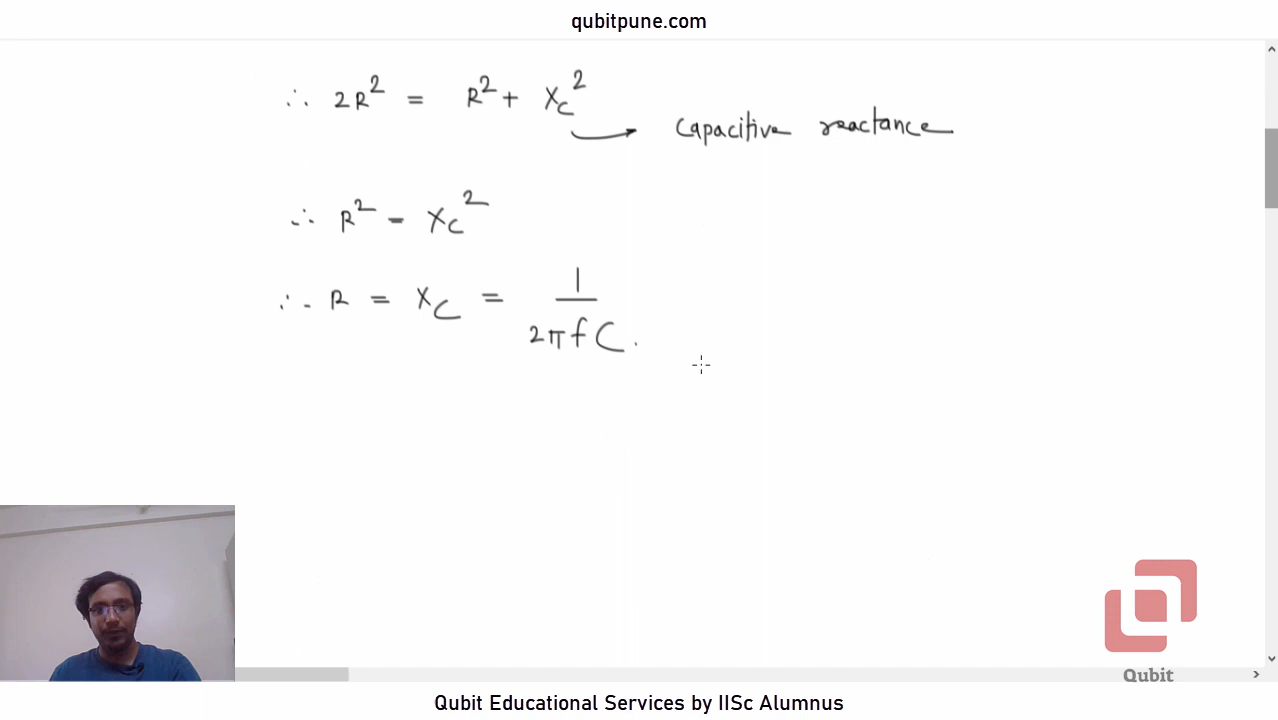 qubitpune.com
∴ 2R² = R² + X_C²
Capacitive reactance
∴ R² = X_C²
∴ R = X_C = 1 / 2πfC.
Qubit
Qubit Educational Services by IISc Alumnus